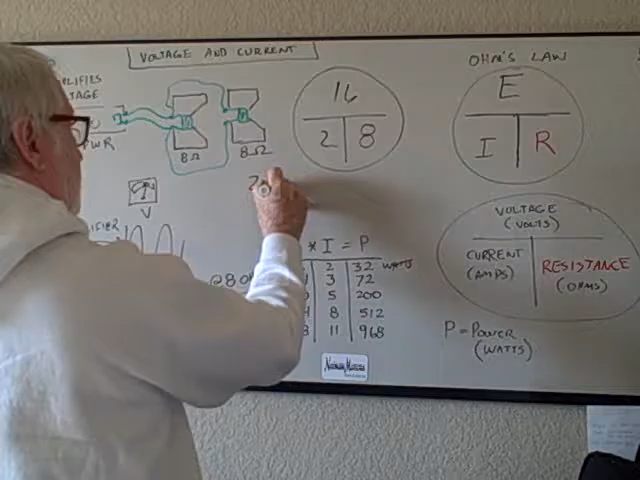 VOLTAGE AND CURRENT
8Ω
8Ω
V
16
2 8
OHM'S LAW
E
I R
VOLTAGE
(VOLTS)
CURRENT
(AMPS)
RESISTANCE
(OHMS)
P = POWER
(WATTS)
* I = P
2 32 WATTS
3 72
5 200
8 512
11 968